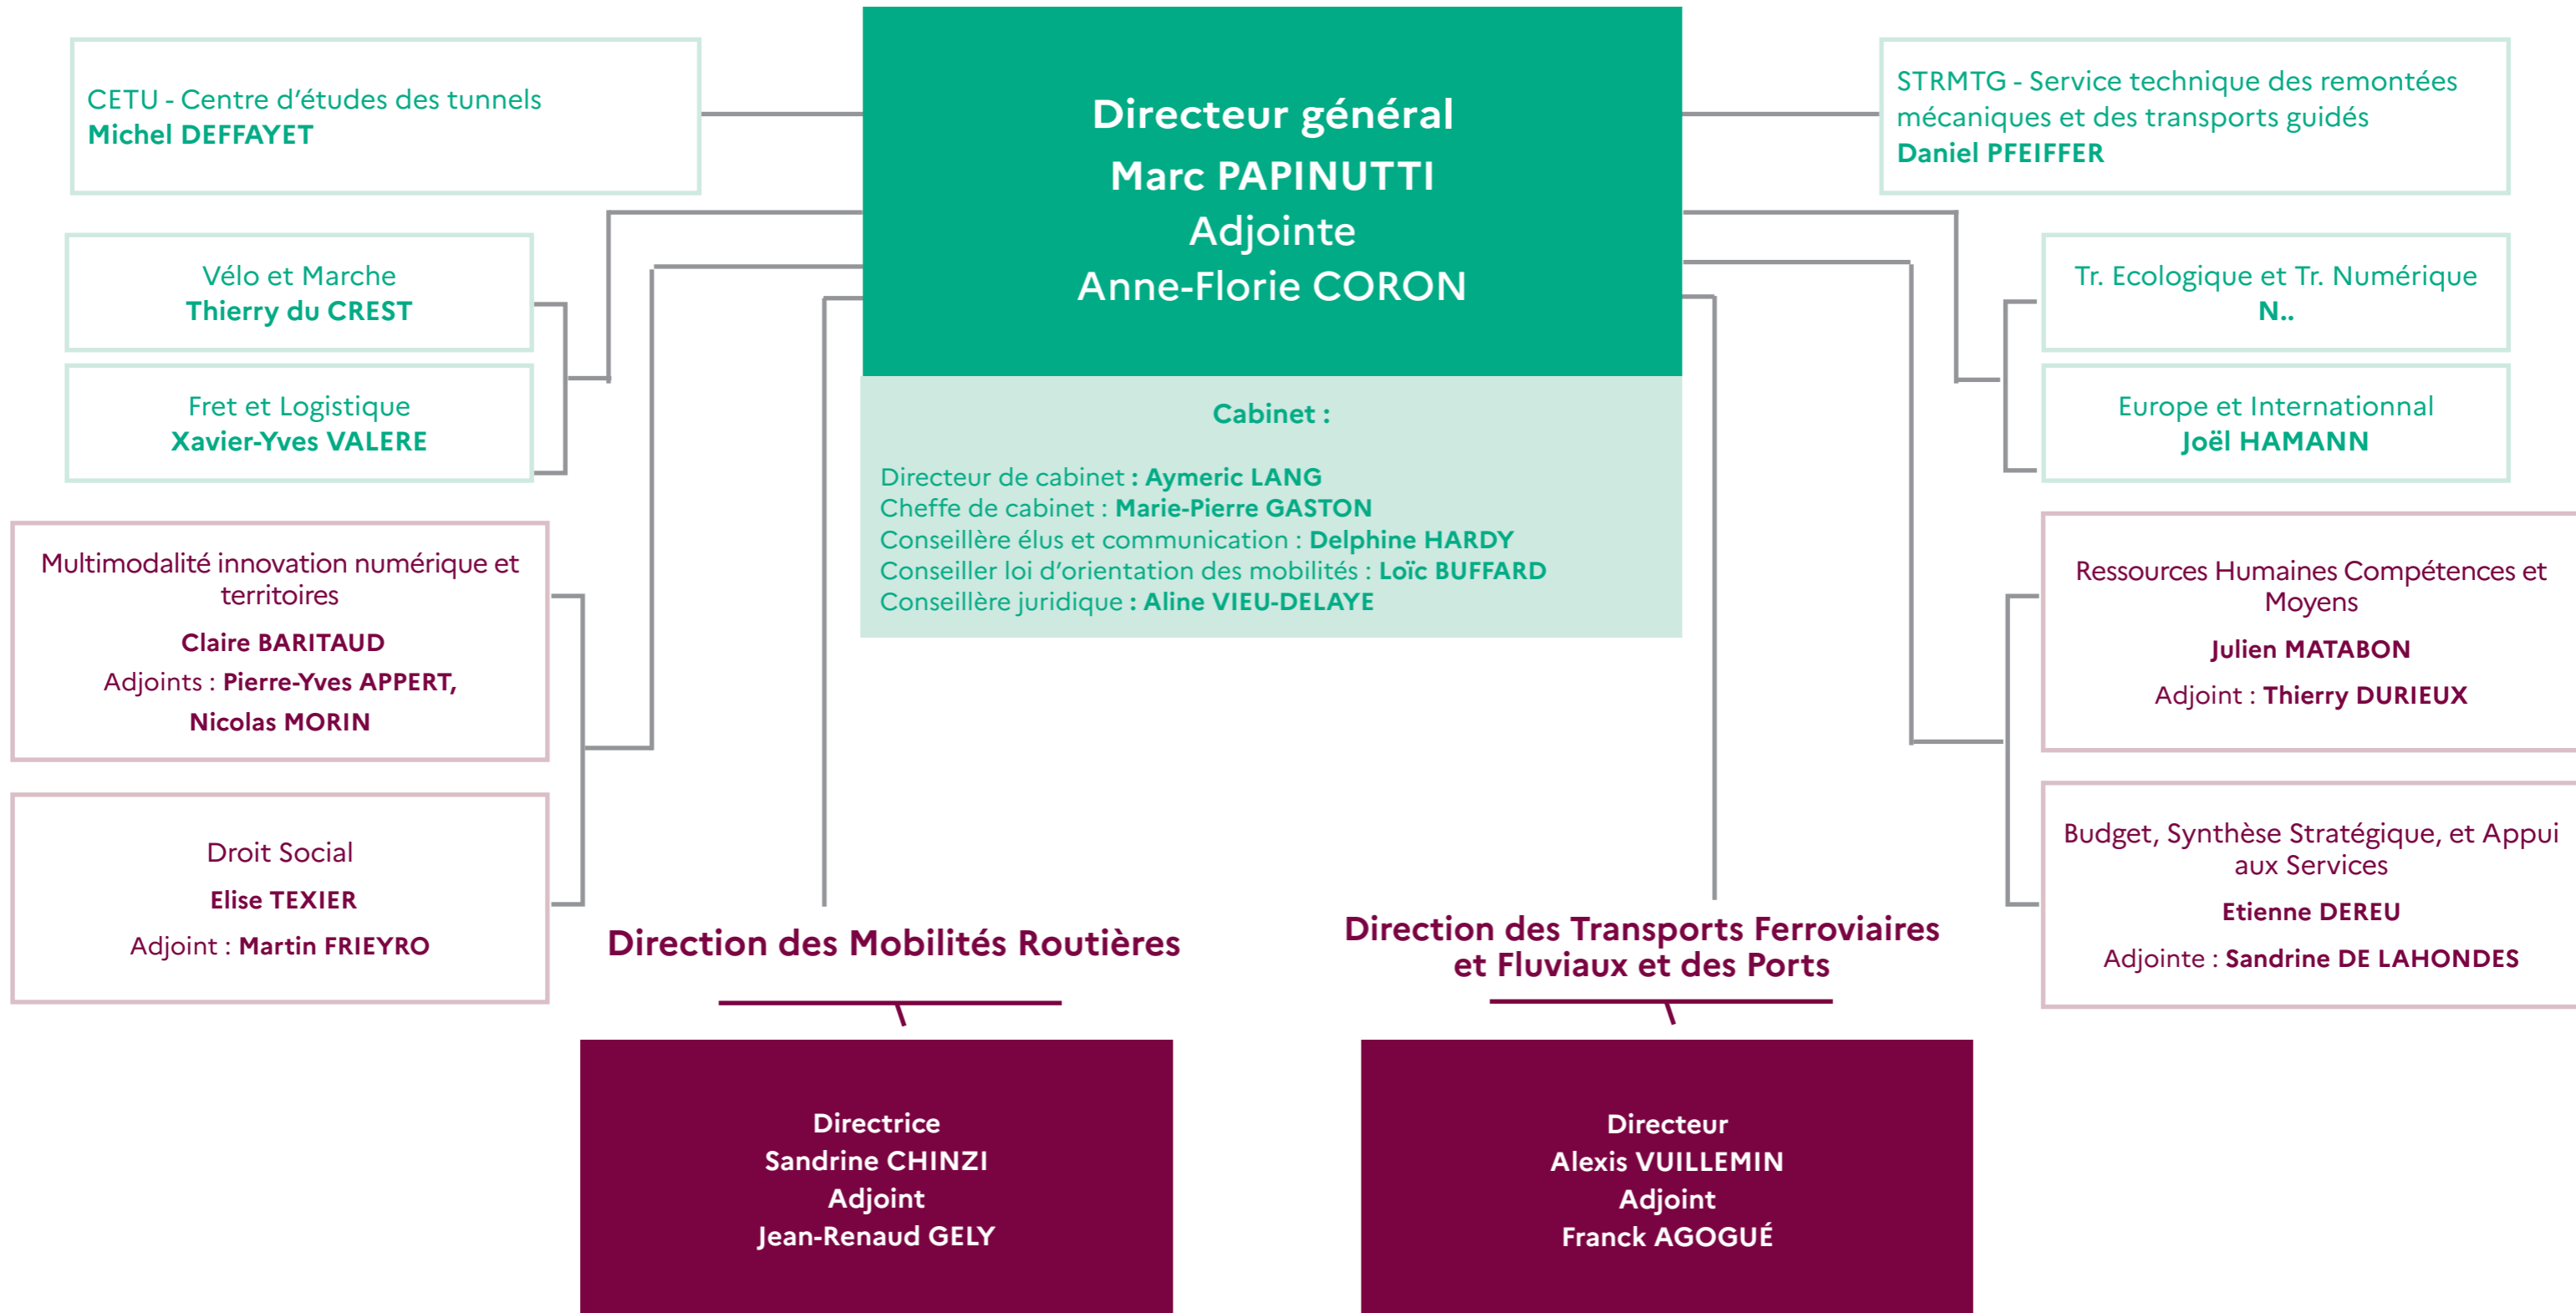 CETU - Centre d'études des tunnels
Michel DEFFAYET
Vélo et Marche
Thierry du CREST
Fret et Logistique
Xavier-Yves VALERE
Multimodalité innovation numérique et
territoires
Claire BARITAUD
Adjoints : Pierre-Yves APPERT,
Nicolas MORIN
Droit Social
Elise TEXIER
Adjoint : Martin FRIEYRO
Directeur général
Marc PAPINUTTI
Adjointe
Anne-Florie CORON
Cabinet :
Directeur de cabinet : Aymeric LANG
Cheffe de cabinet : Marie-Pierre GASTON
Conseillère élus et communication : Delphine HARDY
Conseiller loi d'orientation des mobilités : Loïc BUFFARD
Conseillère juridique : Aline VIEU-DELAYE
STRMTG - Service technique des remontées
mécaniques et des transports guidés
Daniel PFEIFFER
Tr. Ecologique et Tr. Numérique
N..
Europe et Internationnal
Joël HAMANN
Ressources Humaines Compétences et
Moyens
Julien MATABON
Adjoint : Thierry DURIEUX
Budget, Synthèse Stratégique, et Appui
aux Services
Etienne DEREU
Adjointe : Sandrine DE LAHONDES
Direction des Mobilités Routières
Directrice
Sandrine CHINZI
Adjoint
Jean-Renaud GELY
Direction des Transports Ferroviaires
et Fluviaux et des Ports
Directeur
Alexis VUILLEMIN
Adjoint
Franck AGOGUÉ